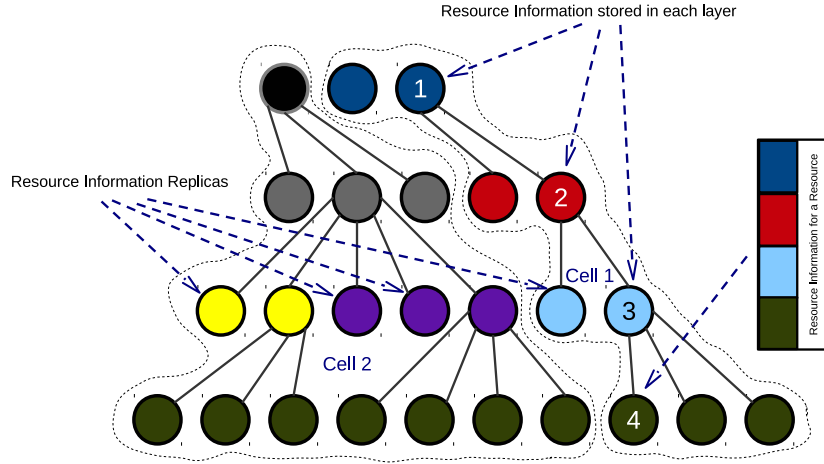 Resource Information stored in each layer
1
Resource Information Replicas
2
Resource Information for a Resource
Cell 1
3
Cell 2
4